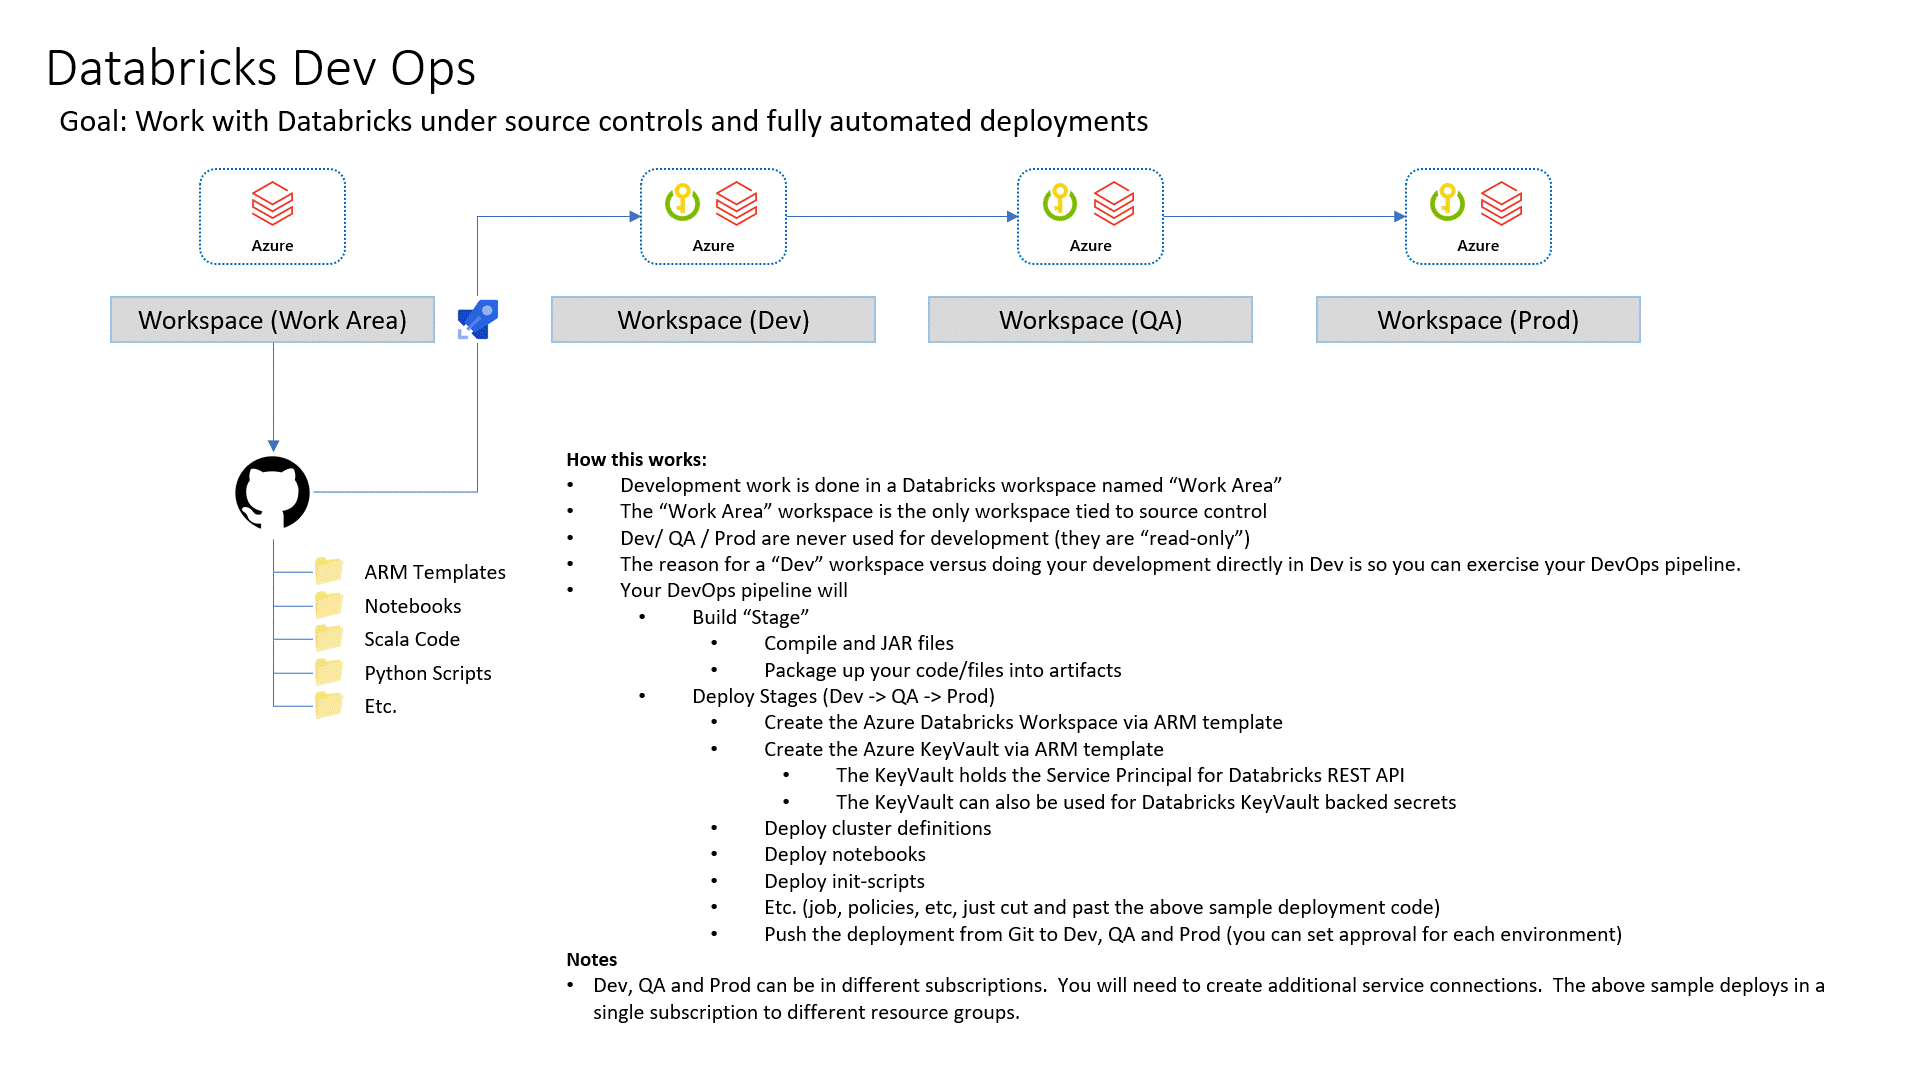 Databricks Dev Ops
Goal: Work with Databricks under source controls and fully automated deployments
Azure
Azure
Azure
Azure
Workspace (Work Area)
Workspace (Dev)
Workspace (QA)
Workspace (Prod)
ARM Templates
Notebooks
Scala Code
Python Scripts
Etc.
How this works:
• Development work is done in a Databricks workspace named “Work Area”
• The “Work Area” workspace is the only workspace tied to source control
• Dev/ QA / Prod are never used for development (they are “read-only”)
• The reason for a “Dev” workspace versus doing your development directly in Dev is so you can exercise your DevOps pipeline.
• Your DevOps pipeline will
• Build “Stage”
• Compile and JAR files
• Package up your code/files into artifacts
• Deploy Stages (Dev -> QA -> Prod)
• Create the Azure Databricks Workspace via ARM template
• Create the Azure KeyVault via ARM template
• The KeyVault holds the Service Principal for Databricks REST API
• The KeyVault can also be used for Databricks KeyVault backed secrets
• Deploy cluster definitions
• Deploy notebooks
• Deploy init-scripts
• Etc. (job, policies, etc, just cut and past the above sample deployment code)
• Push the deployment from Git to Dev, QA and Prod (you can set approval for each environment)
Notes
• Dev, QA and Prod can be in different subscriptions. You will need to create additional service connections. The above sample deploys in a
single subscription to different resource groups.